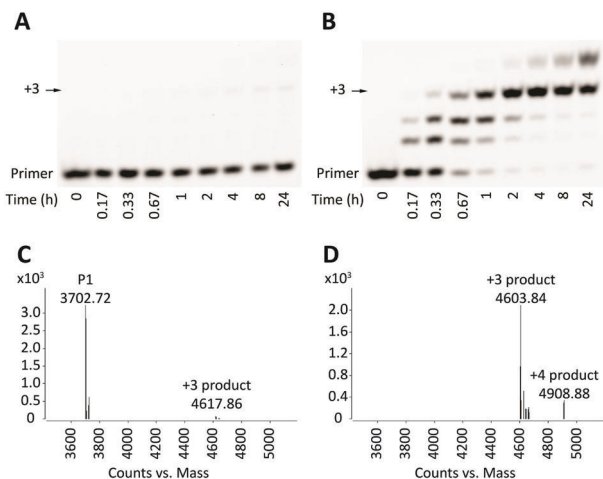 A
+3
Primer
Time (h) 0 0.17 0.33 0.67 1 2 4 8 24
B
+3
Primer
Time (h) 0 0.17 0.33 0.67 1 2 4 8 24
C
x10³
P1
3702.72
3.0
2.5
2.0
1.5
1.0
0.5
0
+3 product
4617.86
3600 3800 4000 4200 4400 4600 4800 5000
Counts vs. Mass
D
x10³
+3 product
4603.84
2.0
1.6
1.2
0.8
0.4
0
+4 product
4908.88
3600 3800 4000 4200 4400 4600 4800 5000
Counts vs. Mass